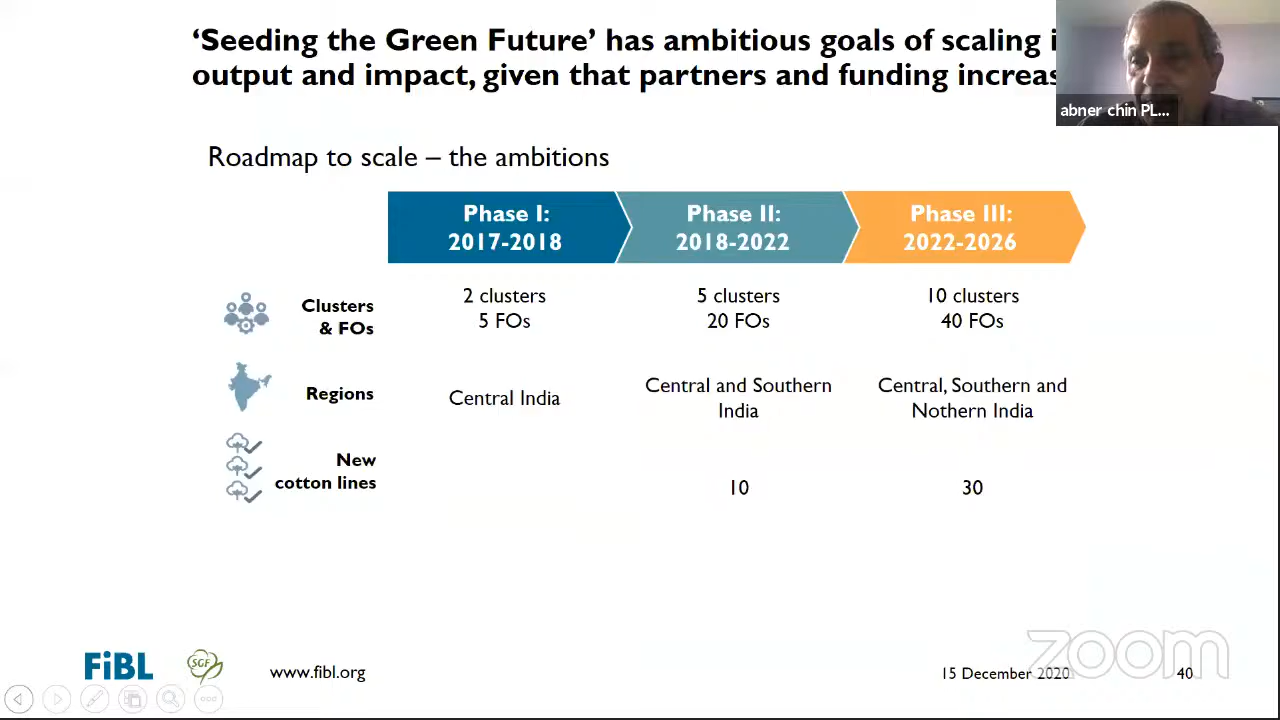 ‘Seeding the Green Future’ has ambitious goals of scaling
output and impact, given that partners and funding
abner chin PL...
Roadmap to scale – the ambitions
Phase I:
2017-2018
Phase II:
2018-2022
Phase III:
2022-2026
Clusters
& FOs
2 clusters
5 FOs
5 clusters
20 FOs
10 clusters
40 FOs
Regions
Central India
Central and Southern
India
Central, Southern and
Nothern India
New
cotton lines
10
30
FiBL
SGF
www.fibl.org
15 December 2020
40
zoom